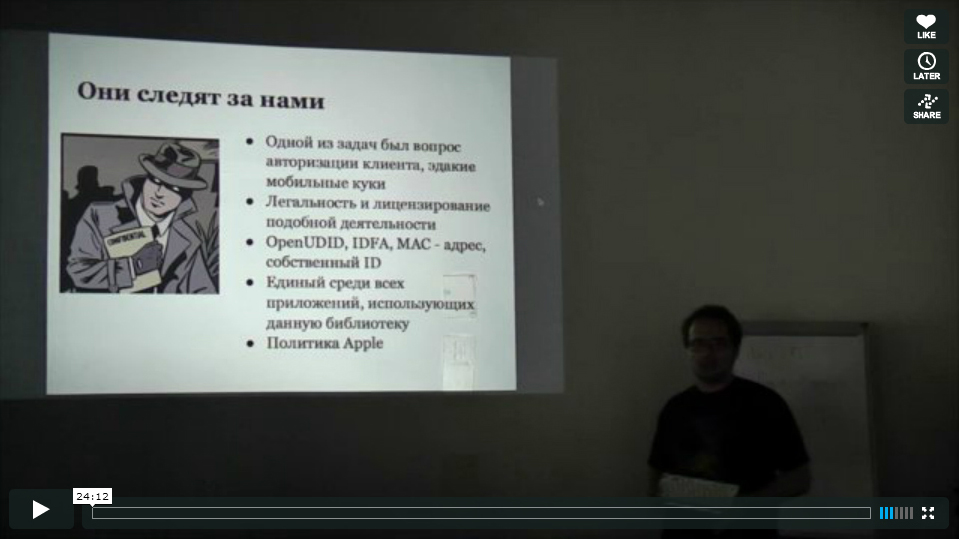 Они следят за нами
CONFIDENTIAL
● Одной из задач был вопрос
авторизации клиента, эдакие
мобильные куки
● Легальность и лицензирование
подобной деятельности
● OpenUDID, IDFA, MAC - адрес,
собственный ID
● Единый среди всех
приложений, использующих
данную библиотеку
● Политика Apple
LIKE
LATER
SHARE
24:12